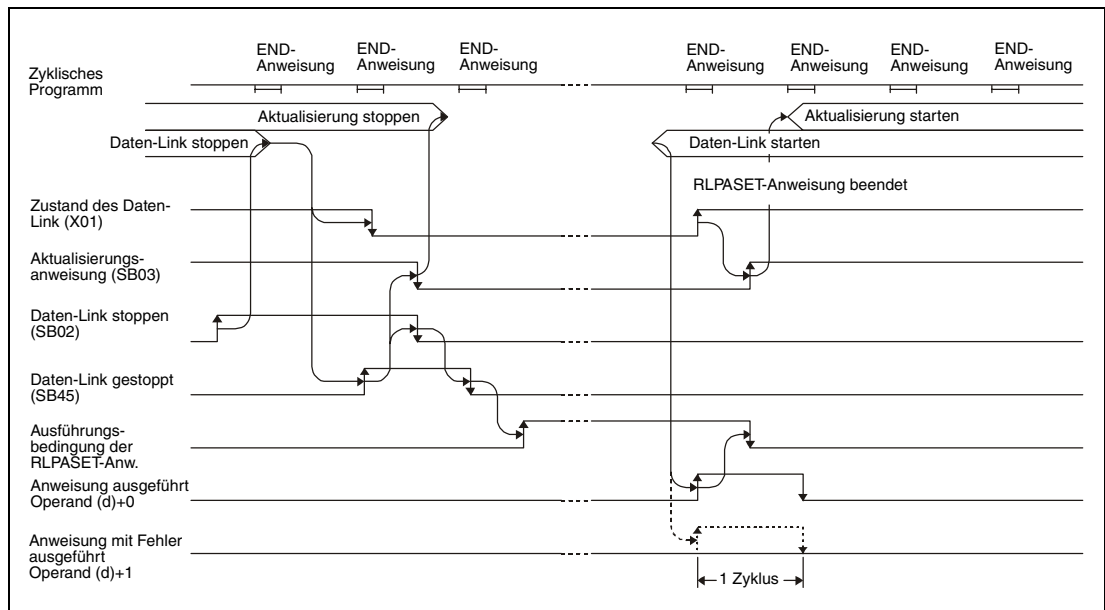 END-
Anweisung
END-
Anweisung
END-
Anweisung
END-
Anweisung
END-
Anweisung
END-
Anweisung
END-
Anweisung
Zyklisches
Programm
Aktualisierung stoppen
Aktualisierung starten
Daten-Link stoppen
Daten-Link starten
RLPASET-Anweisung beendet
Zustand des Daten-
Link (X01)
Aktualisierungs-
anweisung (SB03)
Daten-Link stoppen
(SB02)
Daten-Link gestoppt
(SB45)
Ausführungs-
bedingung der
RLPASET-Anw.
Anweisung ausgeführt
Operand (d)+0
Anweisung mit Fehler
ausgeführt
Operand (d)+1
1 Zyklus